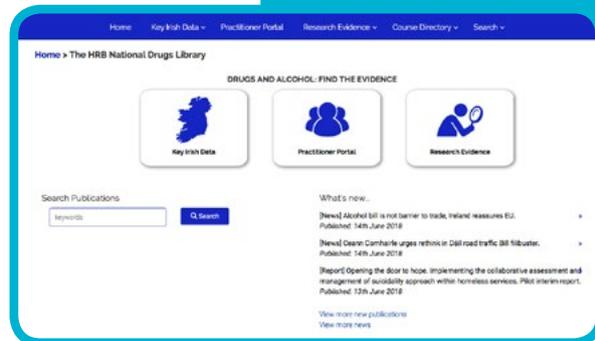 Home Key Irish Data Practitioner Portal Research Evidence Course Directory Search
Home > The HRB National Drugs Library
DRUGS AND ALCOHOL: FIND THE EVIDENCE
Key Irish Data
Practitioner Portal
Research Evidence
Search Publications
keywords
Search
What's new...
[News] Alcohol bill is not barrier to trade, Ireland reassures EU.
Published: 14th June 2018
[News] Ceann Comhairle urges rethink in Dáil road traffic Bill filibuster.
Published: 14th June 2018
[Report] Opening the door to hope. Implementing the collaborative assessment and
management of suicidality approach within homeless services. Pilot interim report.
Published: 13th June 2018
View more new publications
View more news